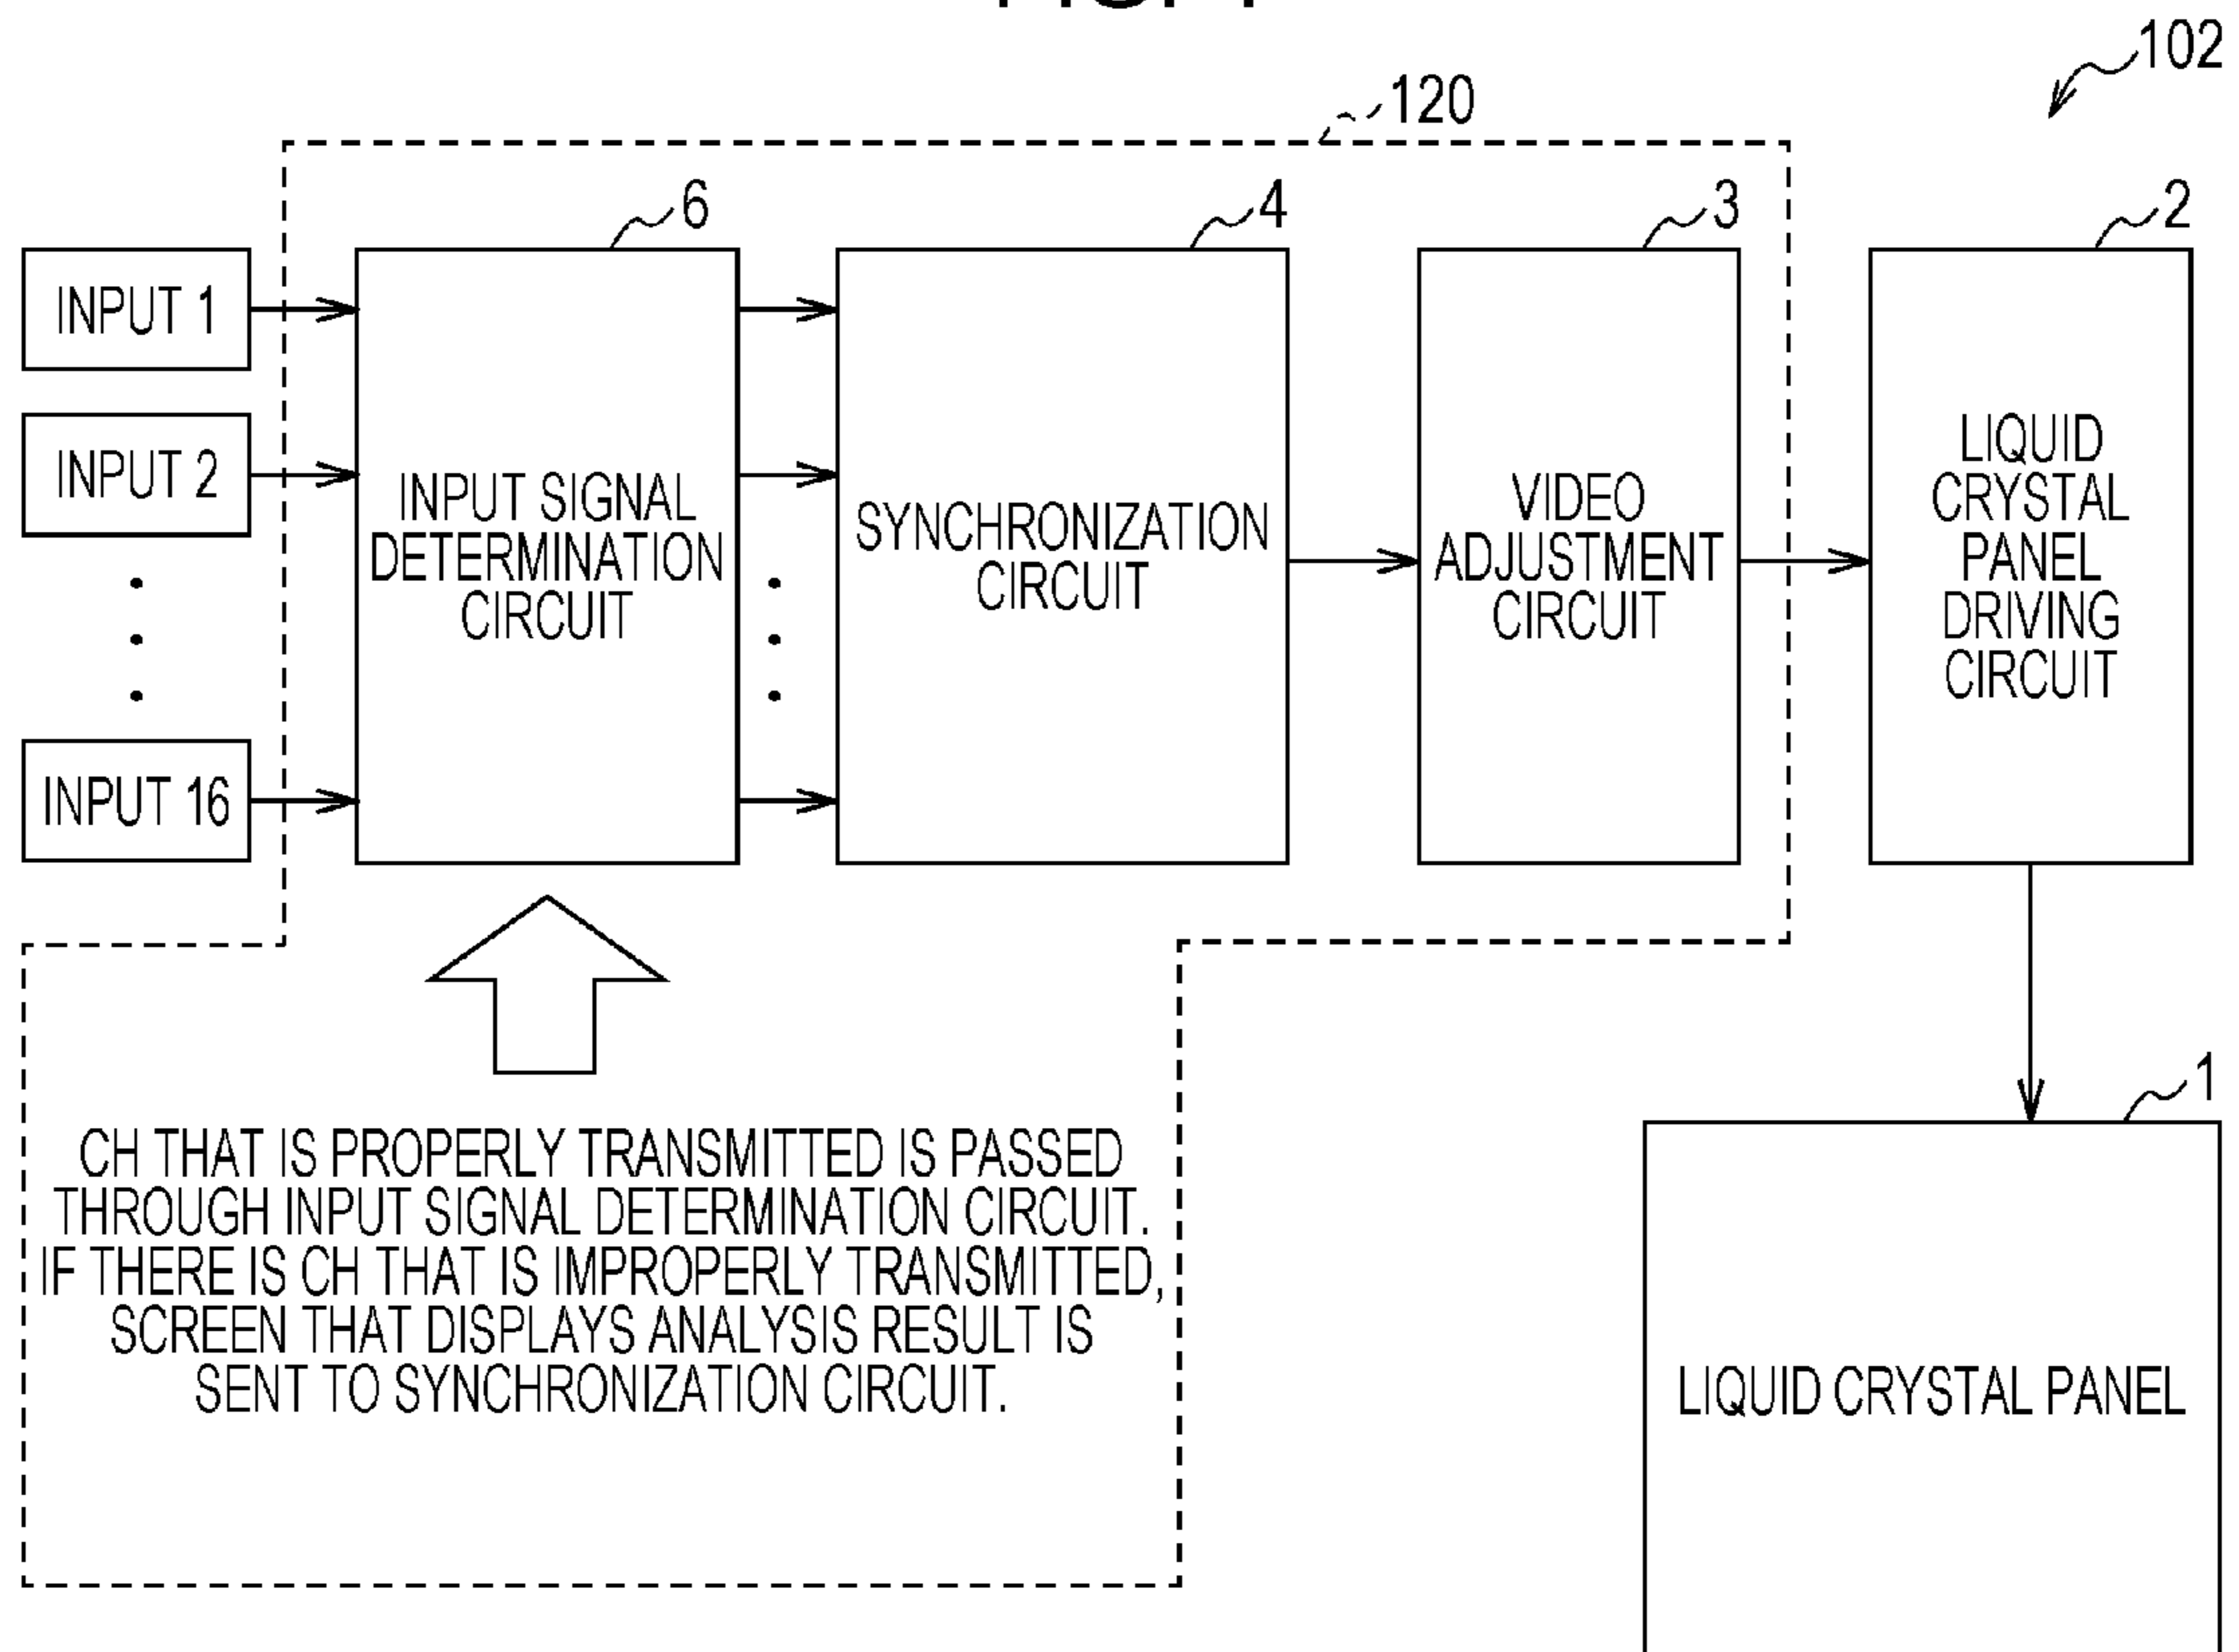 102
120
6
4
3
2
INPUT 1
INPUT 2
INPUT 16
INPUT SIGNAL
DETERMINATION
CIRCUIT
SYNCHRONIZATION
CIRCUIT
VIDEO
ADJUSTMENT
CIRCUIT
LIQUID
CRYSTAL
PANEL
DRIVING
CIRCUIT
1
CH THAT IS PROPERLY TRANSMITTED IS PASSED
THROUGH INPUT SIGNAL DETERMINATION CIRCUIT.
IF THERE IS CH THAT IS IMPROPERLY TRANSMITTED,
SCREEN THAT DISPLAYS ANALYSIS RESULT IS
SENT TO SYNCHRONIZATION CIRCUIT.
LIQUID CRYSTAL PANEL